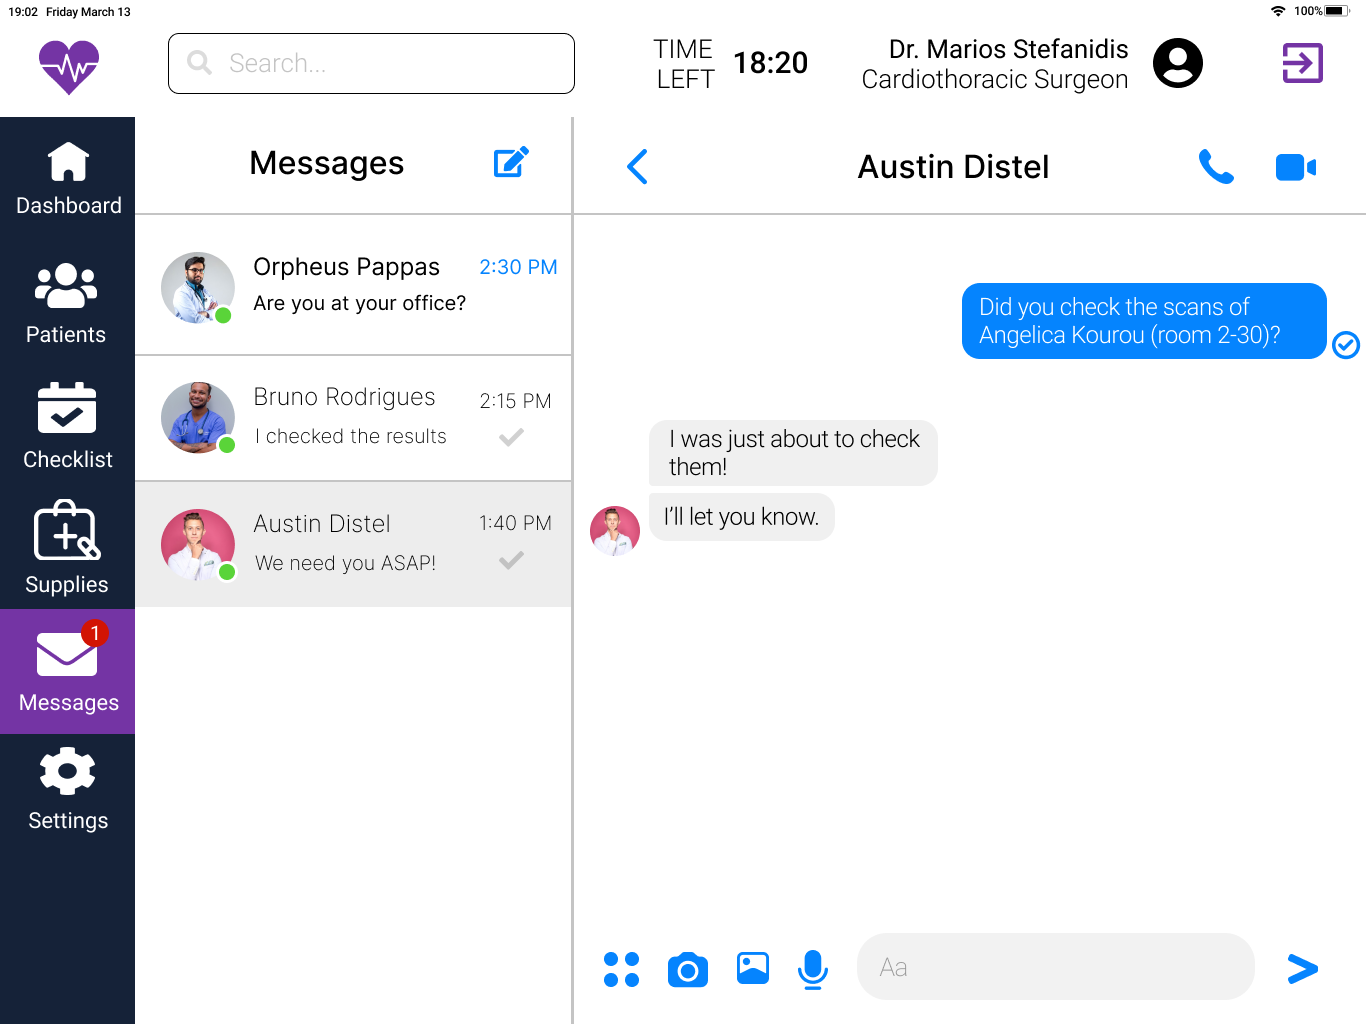 19:02 Friday March 13
100%
Search...
TIME
LEFT
18:20
Dr. Marios Stefanidis
Cardiothoracic Surgeon
Dashboard
Patients
Checklist
Supplies
1
Messages
Settings
Messages
Orpheus Pappas
2:30 PM
Are you at your office?
Bruno Rodrigues
2:15 PM
I checked the results
Austin Distel
1:40 PM
We need you ASAP!
Austin Distel
Did you check the scans of
Angelica Kourou (room 2-30)?
I was just about to check
them!
I’ll let you know.
Aa